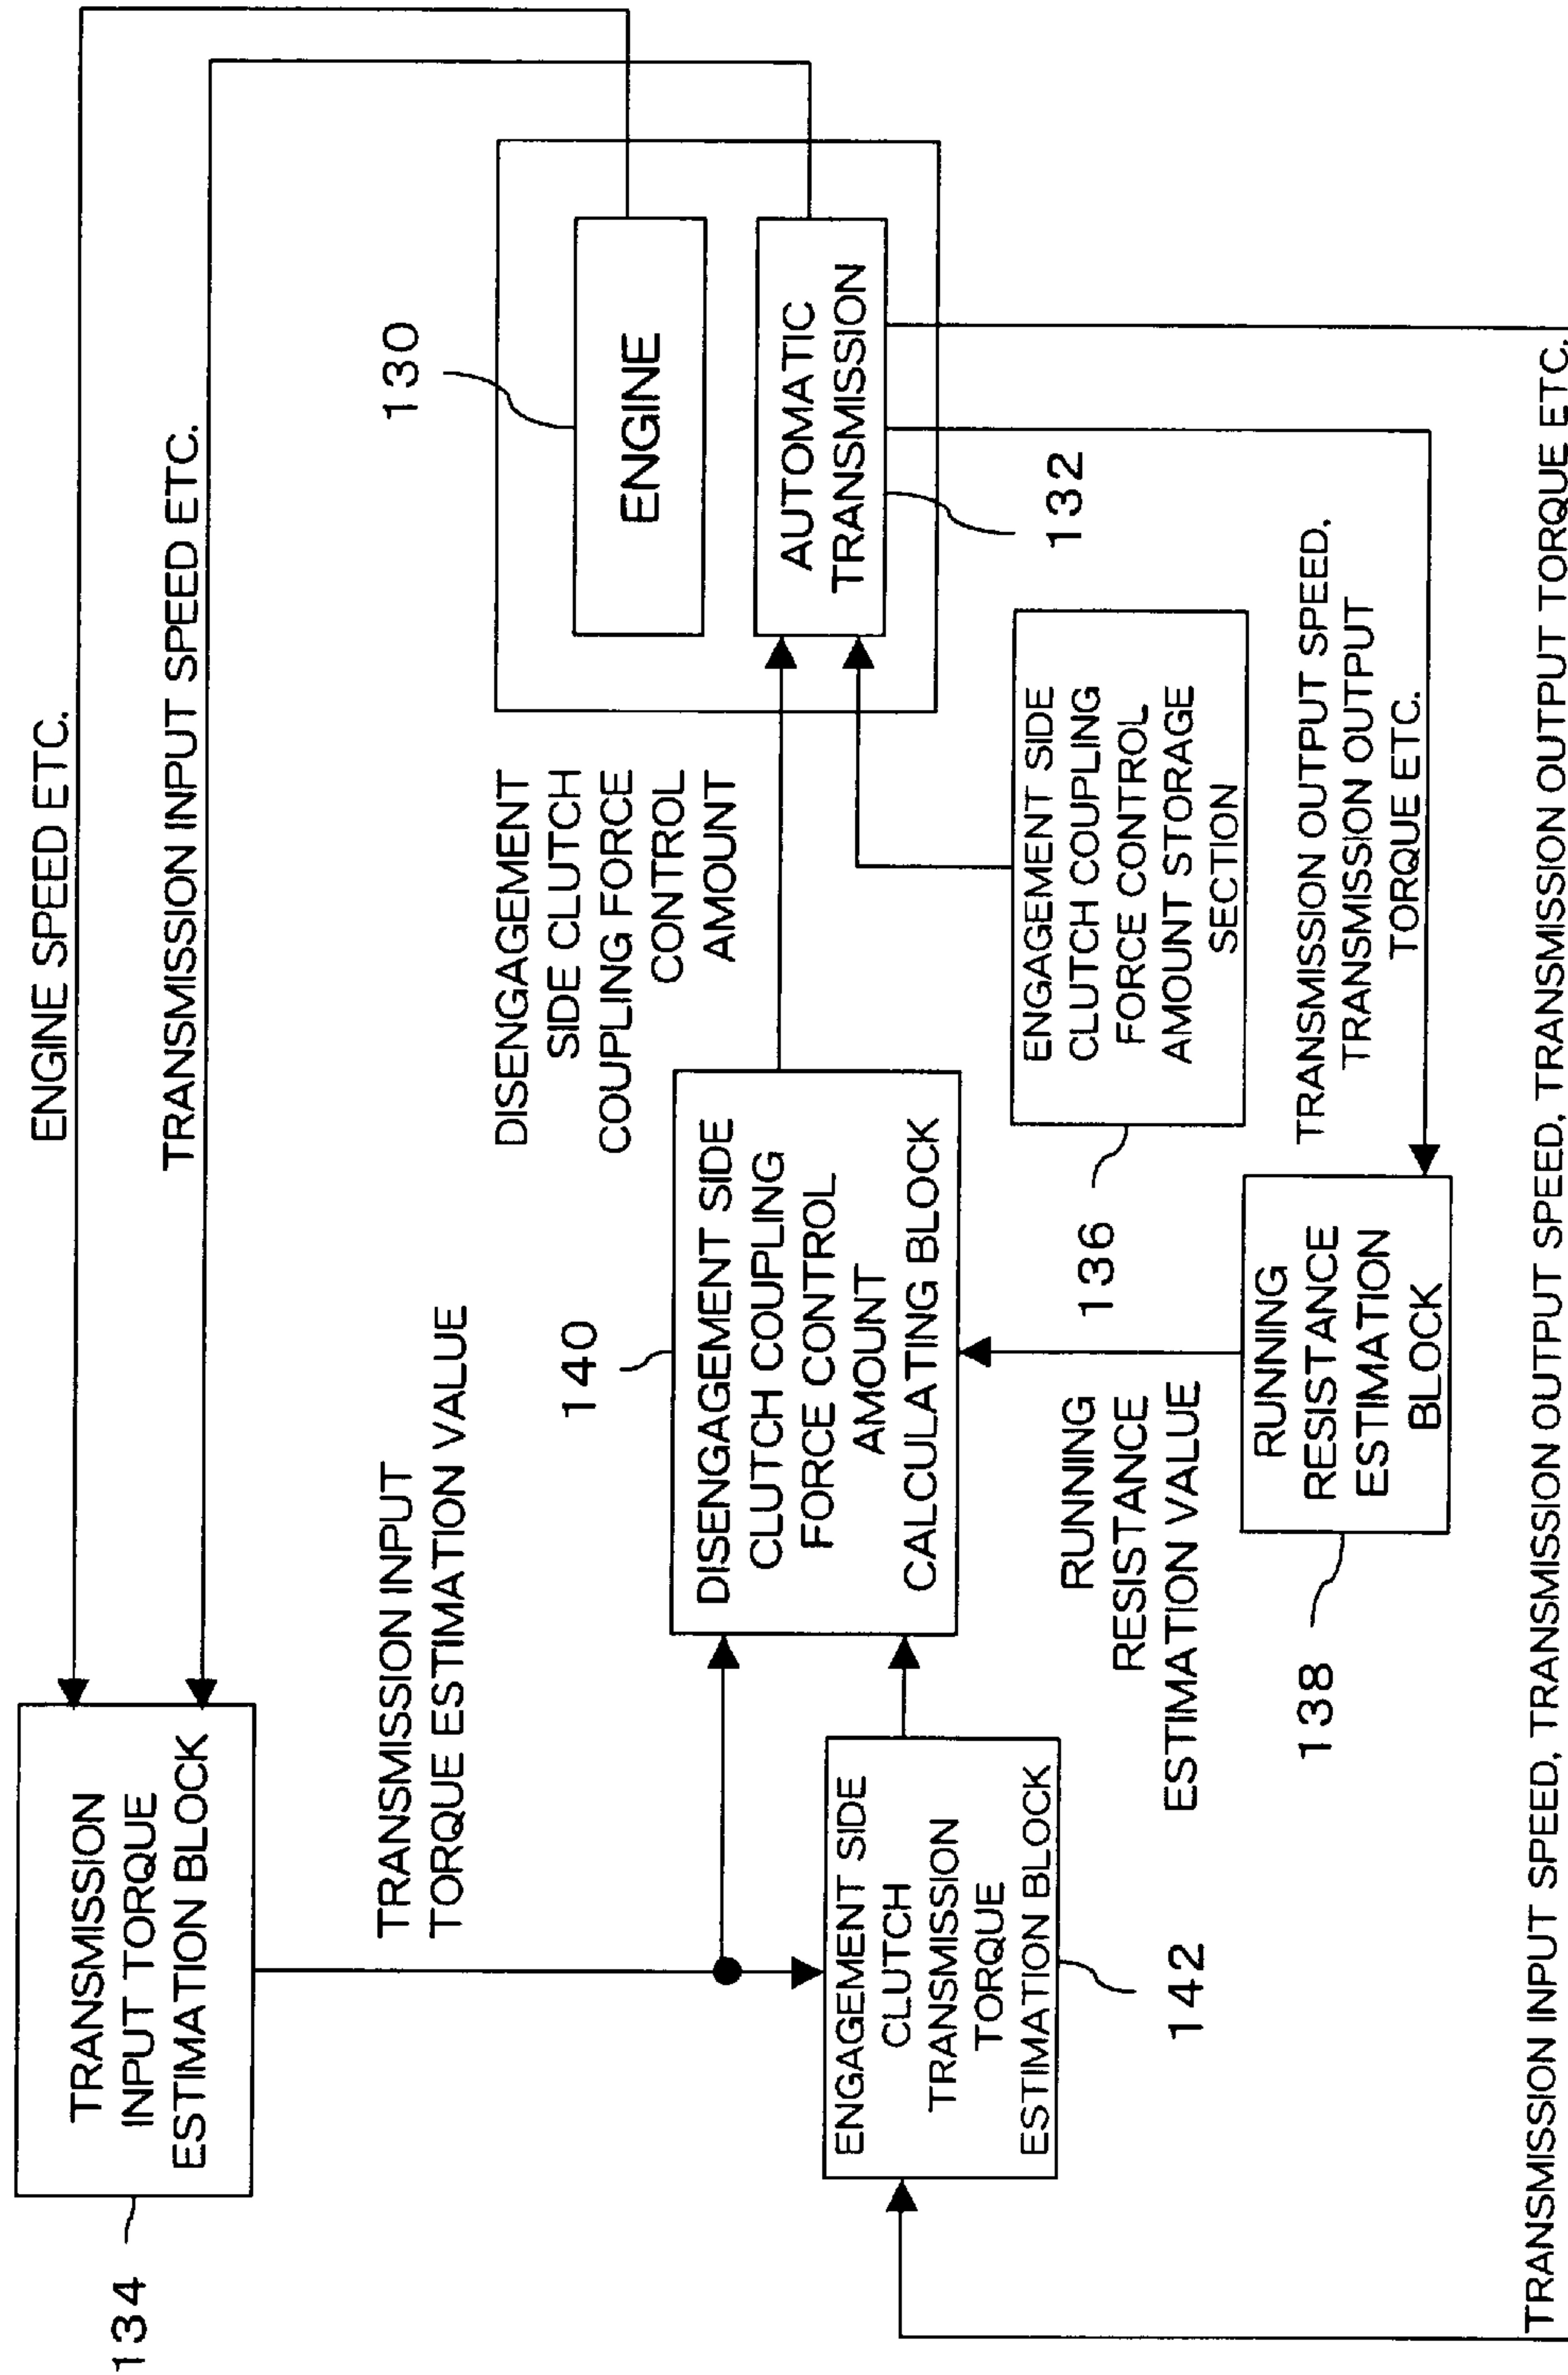 ENGINE SPEED ETC.
TRANSMISSION INPUT SPEED ETC.
134
TRANSMISSION
INPUT TORQUE
ESTIMATION BLOCK
TRANSMISSION INPUT
TORQUE ESTIMATION VALUE
130
ENGINE
AUTOMATIC
TRANSMISSION
132
DISENGAGEMENT
SIDE CLUTCH
COUPLING FORCE
CONTROL
AMOUNT
140
DISENGAGEMENT SIDE
CLUTCH COUPLING
FORCE CONTROL
AMOUNT
CALCULATING BLOCK
ENGAGEMENT SIDE
CLUTCH
TRANSMISSION
TORQUE
ESTIMATION BLOCK
142
ENGAGEMENT SIDE
CLUTCH COUPLING
FORCE CONTROL
AMOUNT STORAGE
SECTION
136
RUNNING
RESISTANCE
ESTIMATION VALUE
RUNNING
RESISTANCE
ESTIMATION
BLOCK
138
TRANSMISSION OUTPUT SPEED,
TRANSMISSION OUTPUT
TORQUE ETC.
TRANSMISSION INPUT SPEED, TRANSMISSION OUTPUT SPEED, TRANSMISSION OUTPUT TORQUE ETC.